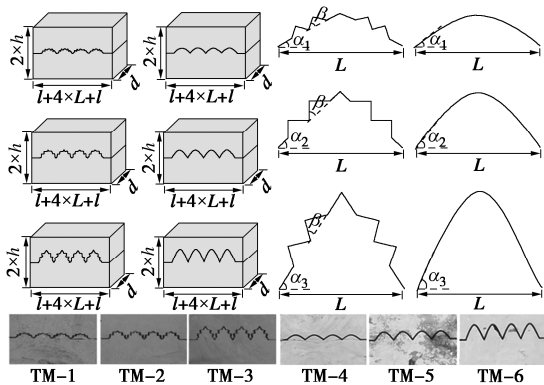 2×h 2×h β β
α₁ α₁
d d L L
l+4×L+l l+4×L+l
2×h 2×h β
α₂ α₂
d d L L
l+4×L+l l+4×L+l
2×h 2×h β
α₃ α₃
d d L L
l+4×L+l l+4×L+l
TM-1 TM-2 TM-3 TM-4 TM-5 TM-6